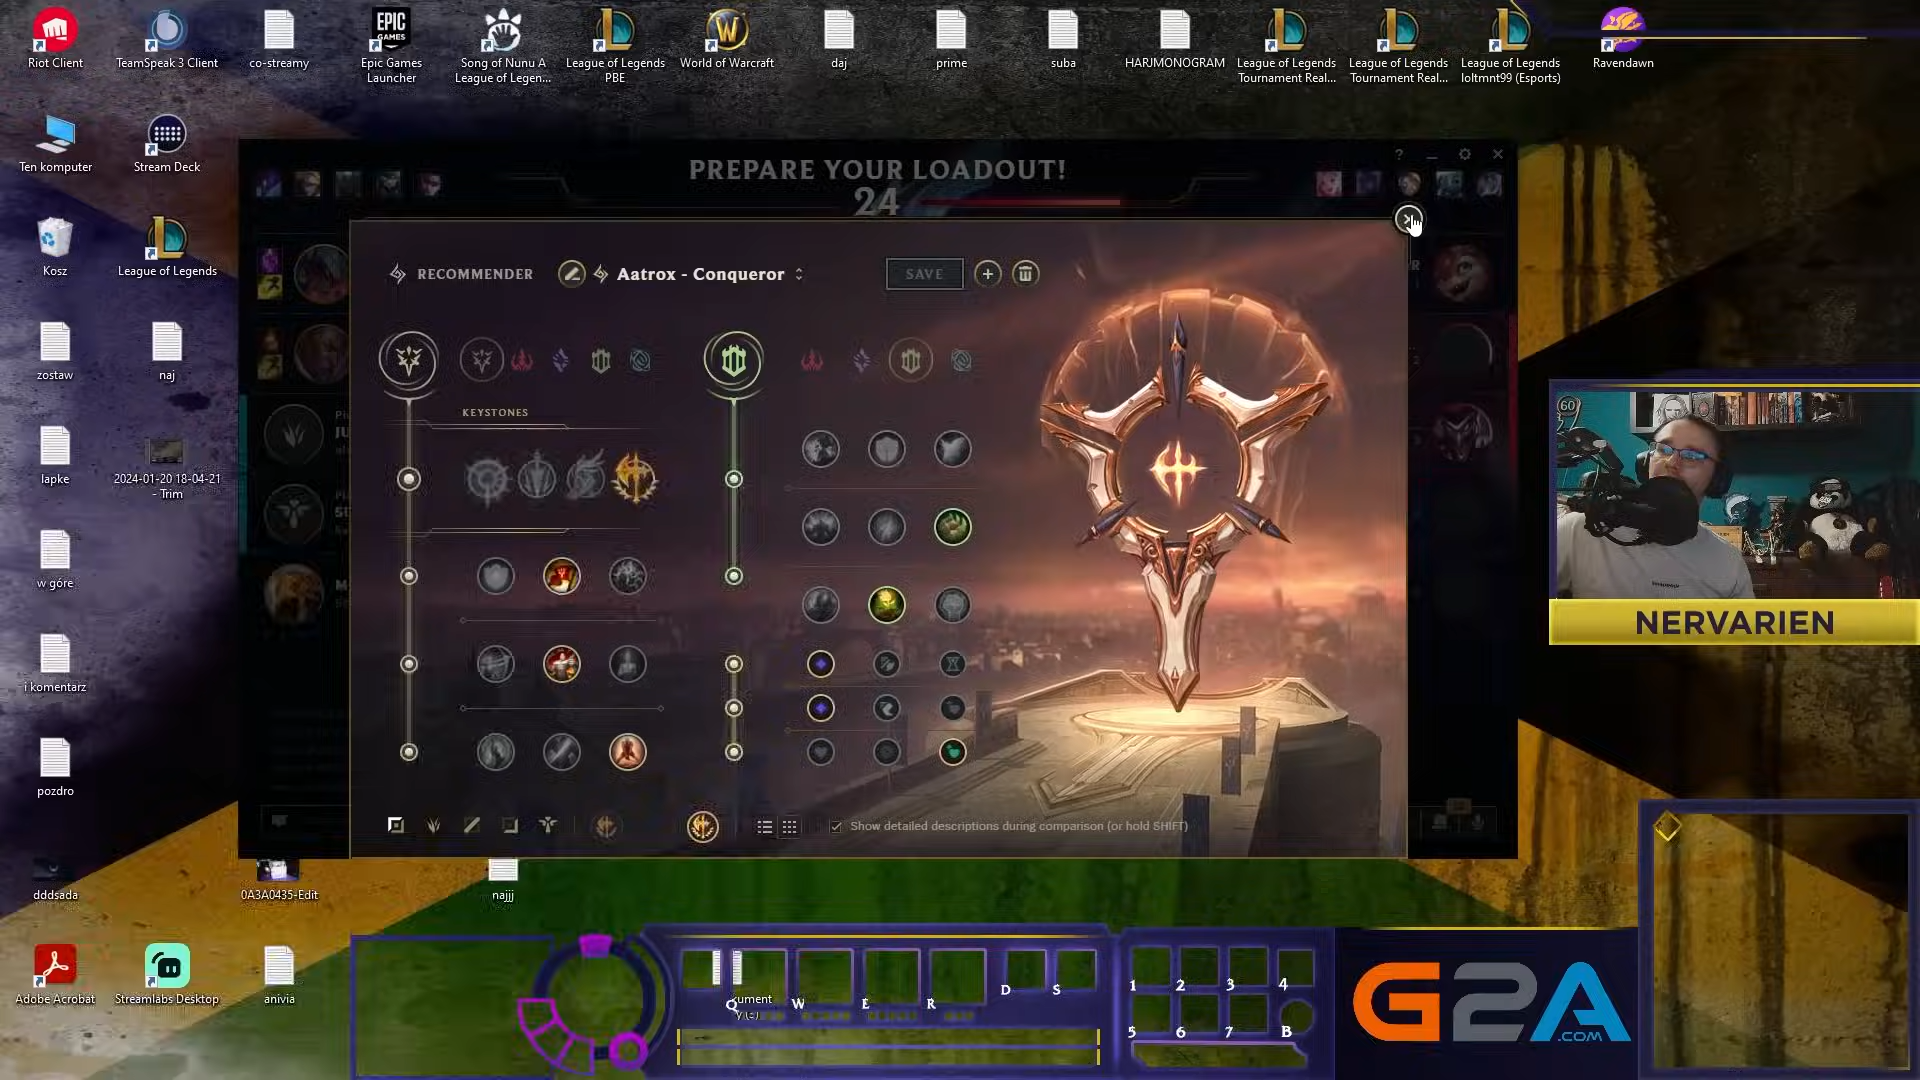 Riot Client
TeamSpeak 3 Client
co-streamy
EPIC
GAMES
Epic Games
Launcher
Song of Nunu A
League of Legen...
League of Legends
PBE
World of Warcraft
daj
prime
suba
HARJMONOGRAM
League of Legends
Tournament Real...
League of Legends
Tournament Real...
League of Legends
loltmnt99 (Esports)
Ravendawn
Ten komputer
Stream Deck
Kosz
League of Legends
zostaw
naj
lapke
2024-01-20 18-04-21
- Trim
w góre
i komentarz
pozdro
dddsada
0A3A0435-Edit
najjj
Adobe Acrobat
Streamlabs Desktop
anivia
PREPARE YOUR LOADOUT!
24
RECOMMENDER
Aatrox - Conqueror
SAVE
KEYSTONES
Show detailed descriptions during comparison (or hold SHIFT)
60
NERVARIEN
Q
W
E
R
D
S
1
2
3
4
5
6
7
B
G2A
.COM